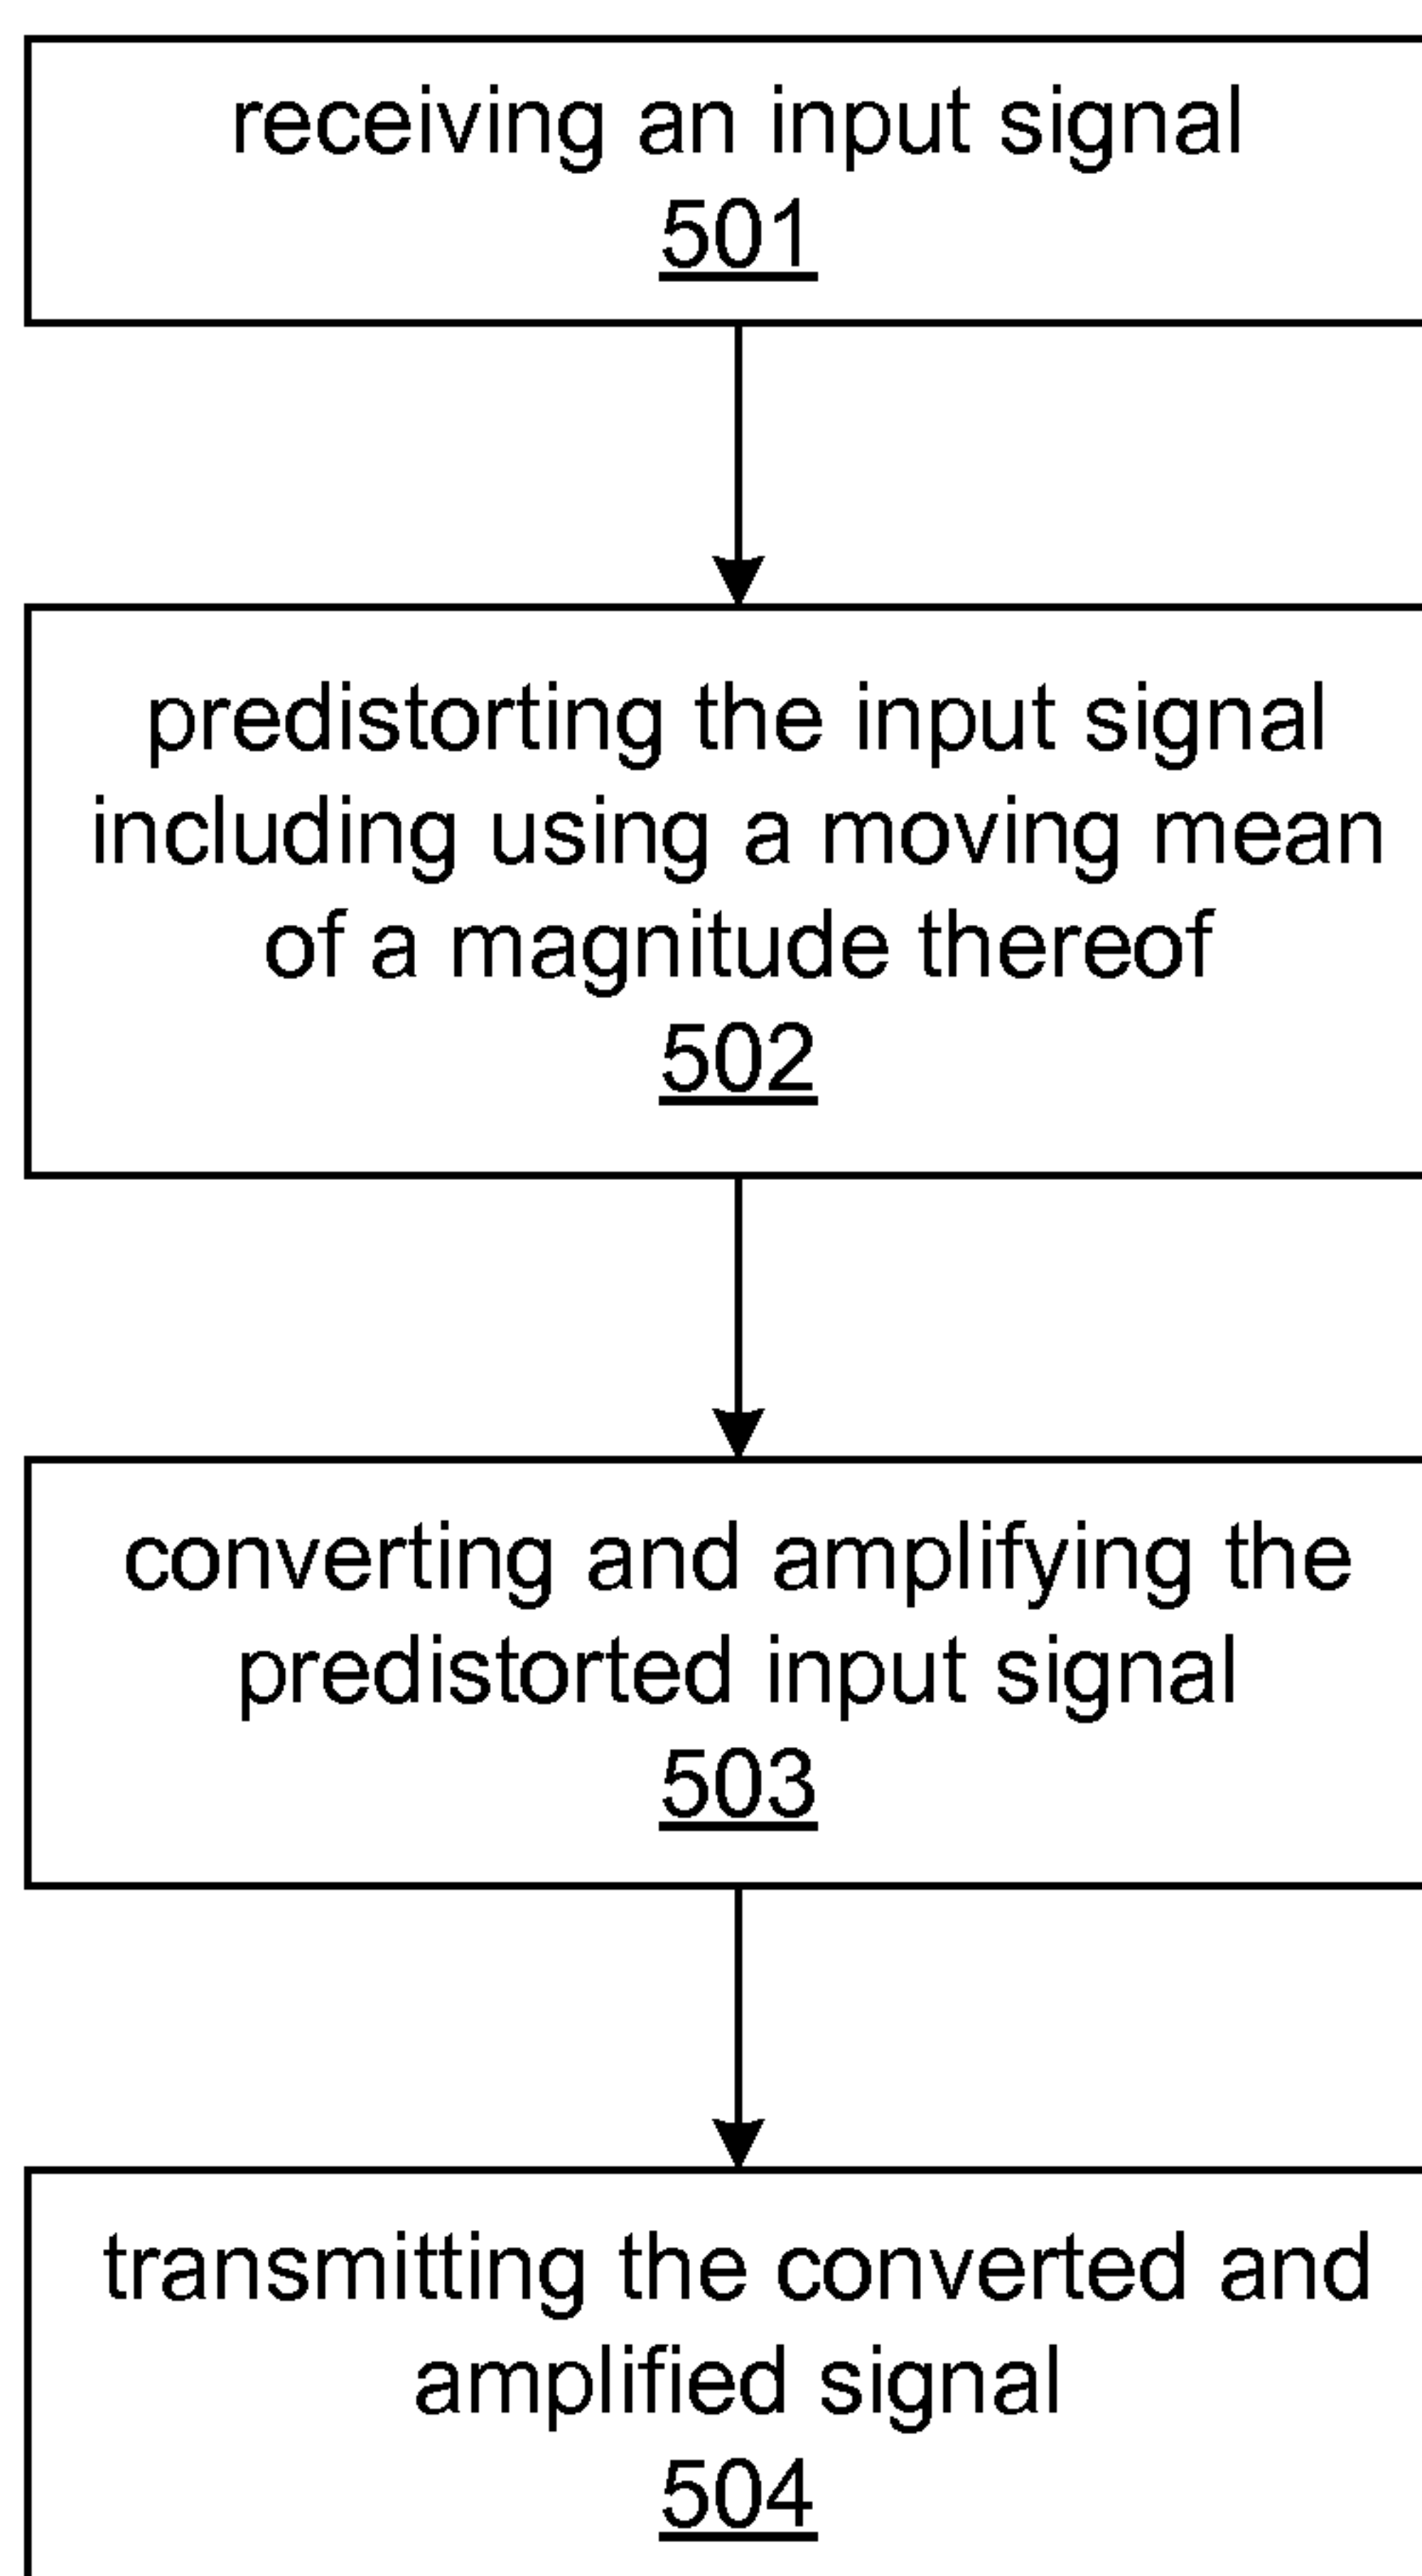 receiving an input signal
501
predistorting the input signal
including using a moving mean
of a magnitude thereof
502
converting and amplifying the
predistorted input signal
503
transmitting the converted and
amplified signal
504